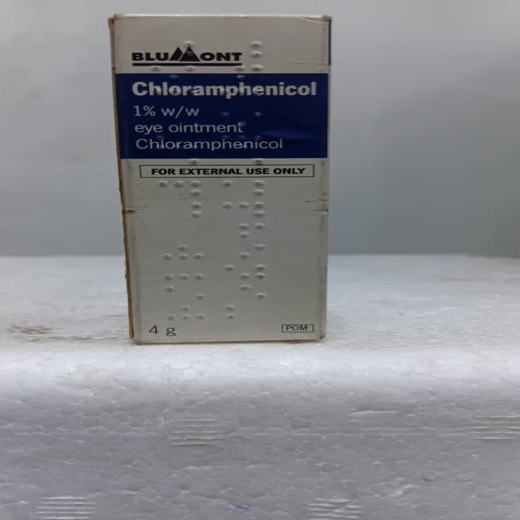 BLUMONT
Chloramphenicol
1% w/w
eye ointment
Chloramphenicol
FOR EXTERNAL USE ONLY
4 g
POM